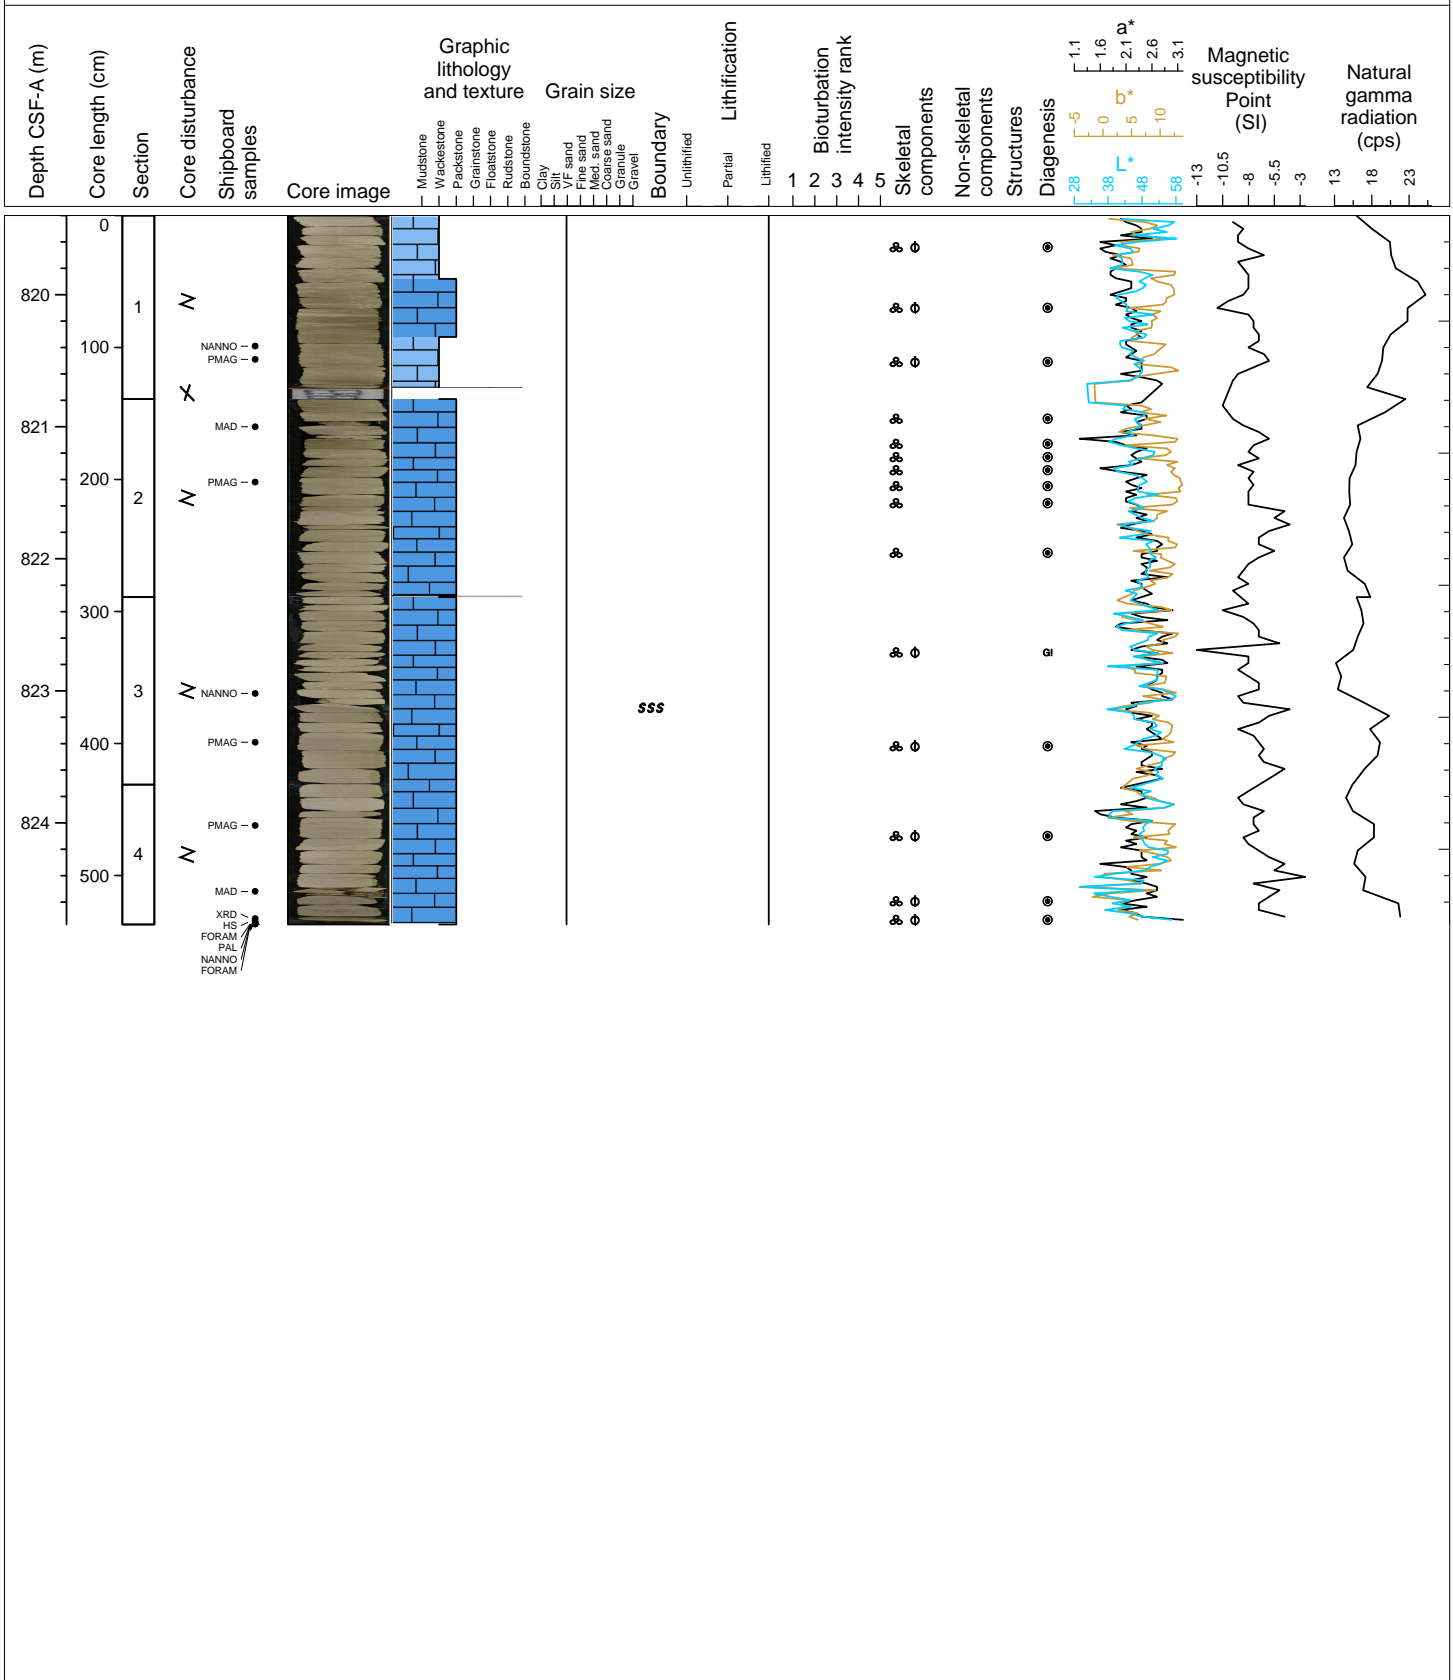 Depth CSF-A (m)
Core length (cm)
Section
Core disturbance
Shipboard
samples
Core image
Graphic
lithology
and texture
Mudstone
Wackestone
Packstone
Grainstone
Floatstone
Rudstone
Boundstone
Grain size
Clay
Silt
VF sand
Fine sand
Med. sand
Coarse sand
Granule
Gravel
Boundary
Lithification
Unlithified
Partial
Lithified
Bioturbation
intensity rank
1 2 3 4 5
Skeletal
components
Non-skeletal
components
Structures
Diagenesis
a*
1.1 1.6 2.1 2.6 3.1
b*
-5 0 5 10
L*
28 38 48 58
Magnetic
susceptibility
Point
(SI)
-13 -10.5 -8 -5.5 -3
Natural
gamma
radiation
(cps)
13 18 23
0
820
1
100
NANNO
PMAG
821
MAD
200
PMAG
2
822
300
GI
3
823
NANNO
sss
400
PMAG
824
PMAG
4
500
MAD
XRD
HS
FORAM
PAL
NANNO
FORAM